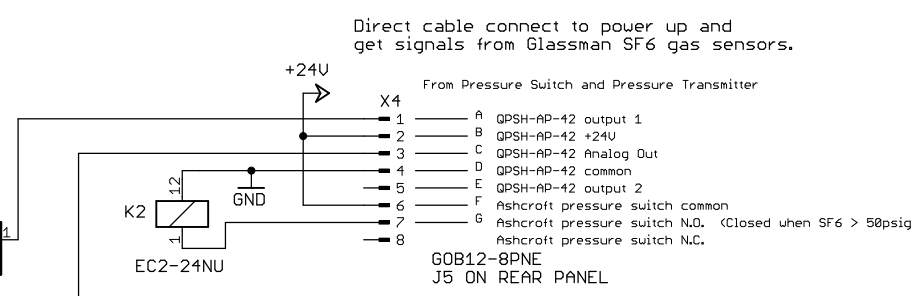 Direct cable connect to power up and
get signals from Glassman SF6 gas sensors.
+24V
From Pressure Switch and Pressure Transmitter
X4
1 A QPSH-AP-42 output 1
2 B QPSH-AP-42 +24V
3 C QPSH-AP-42 Analog Out
4 D QPSH-AP-42 common
5 E QPSH-AP-42 output 2
6 F Ashcroft pressure switch common
7 G Ashcroft pressure switch N.O. (Closed when SF6 > 50psig
8 Ashcroft pressure switch N.C.
12
GND
K2
1
1
EC2-24NU
GOB12-8PNE
J5 ON REAR PANEL